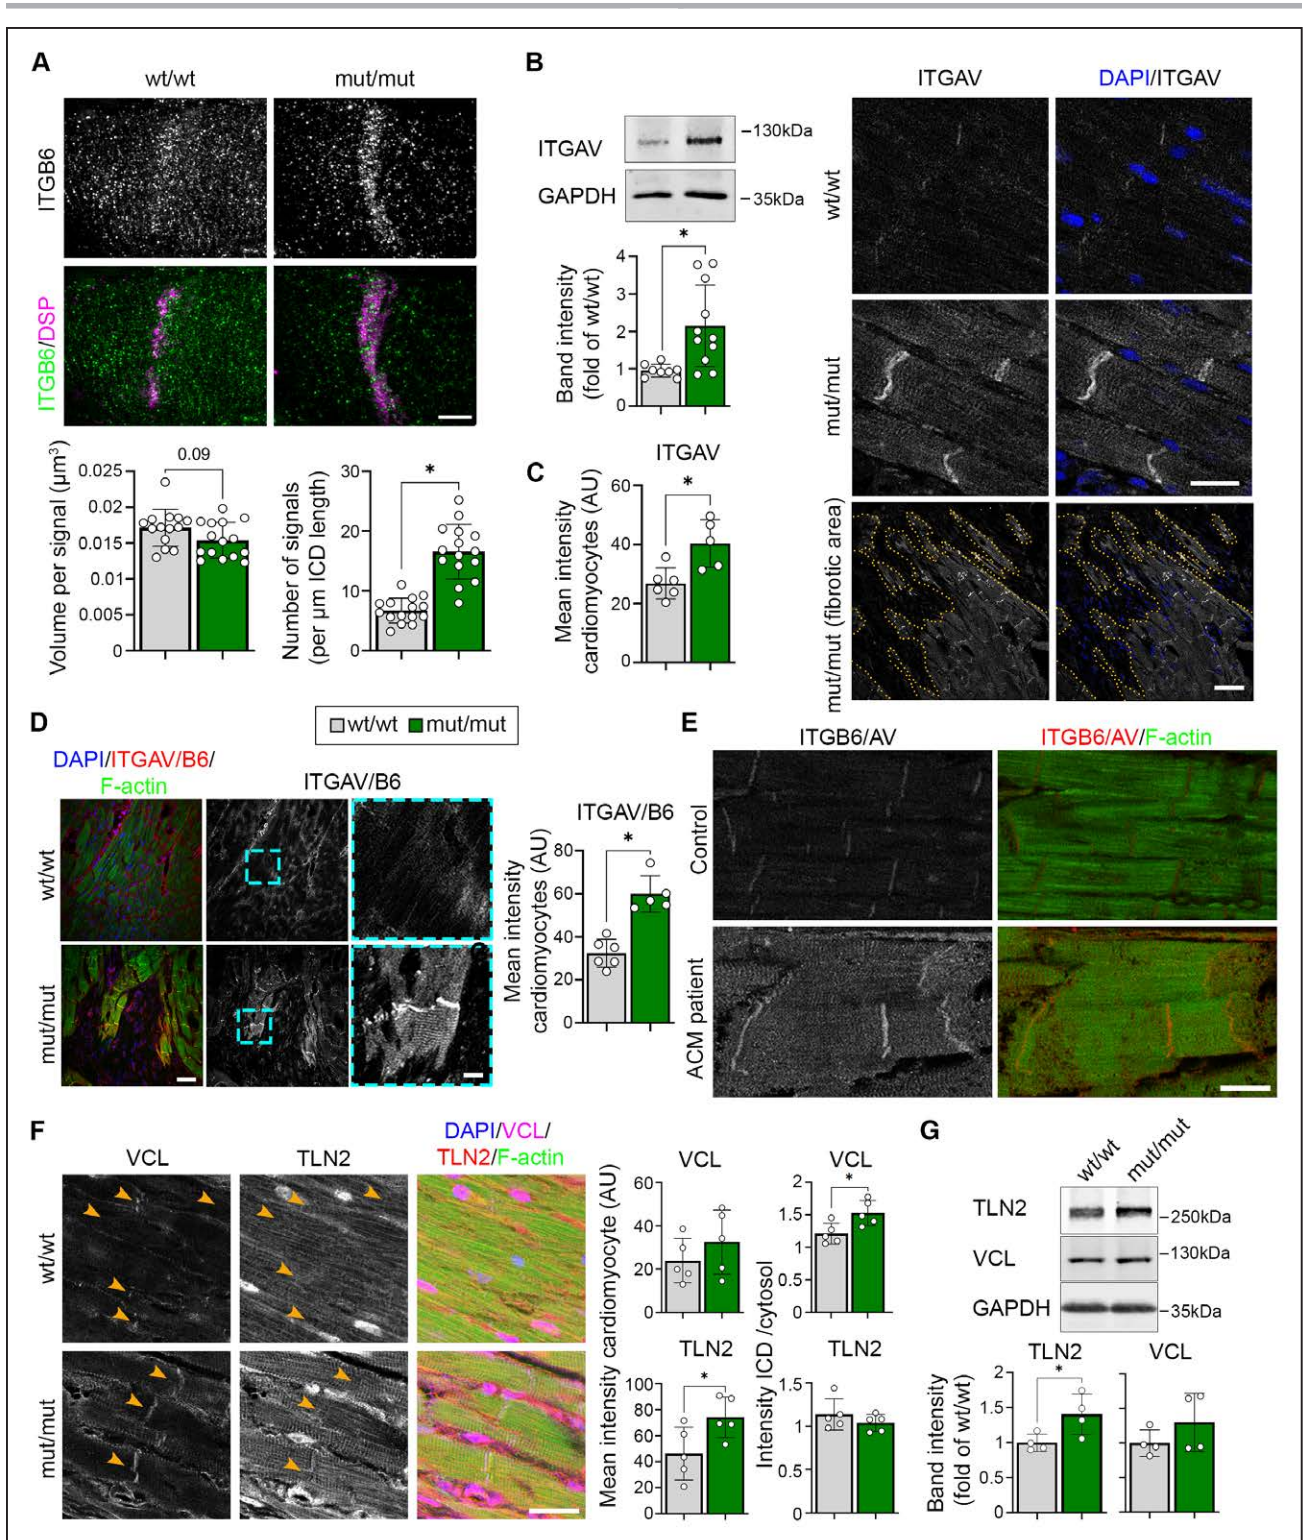 A
wt/wt
mut/mut
ITGB6
ITGB6/DSP
Volume per signal (µm³)
0.025
0.02
0.015
0.01
0.005
0
0.09
Number of signals
(per µm ICD length)
30
20
10
0
*
B
ITGAV
GAPDH
130kDa
35kDa
Band intensity
(fold of wt/wt)
4
3
2
1
0
*
ITGAV
DAPI/ITGAV
wt/wt
mut/mut
mut/mut (fibrotic area)
C
ITGAV
Mean intensity
cardiomyocytes (AU)
60
40
20
0
*
wt/wt
mut/mut
D
DAPI/ITGAV/B6/
F-actin
ITGAV/B6
wt/wt
mut/mut
ITGAV/B6
Mean intensity
cardiomyocytes (AU)
80
60
40
20
0
*
E
ITGB6/AV
ITGB6/AV/F-actin
Control
ACM patient
F
VCL
TLN2
DAPI/VCL/
TLN2/F-actin
wt/wt
mut/mut
Mean intensity cardiomyocyte (AU)
VCL
60
40
20
0
TLN2
100
80
60
40
20
0
*
Intensity ICD /cytosol
VCL
2
1.5
1
0.5
0
*
TLN2
1.5
1
0.5
0
G
wt/wt
mut/mut
TLN2
VCL
GAPDH
250kDa
130kDa
35kDa
Band intensity
(fold of wt/wt)
TLN2
2
1.5
1
0.5
0
*
VCL